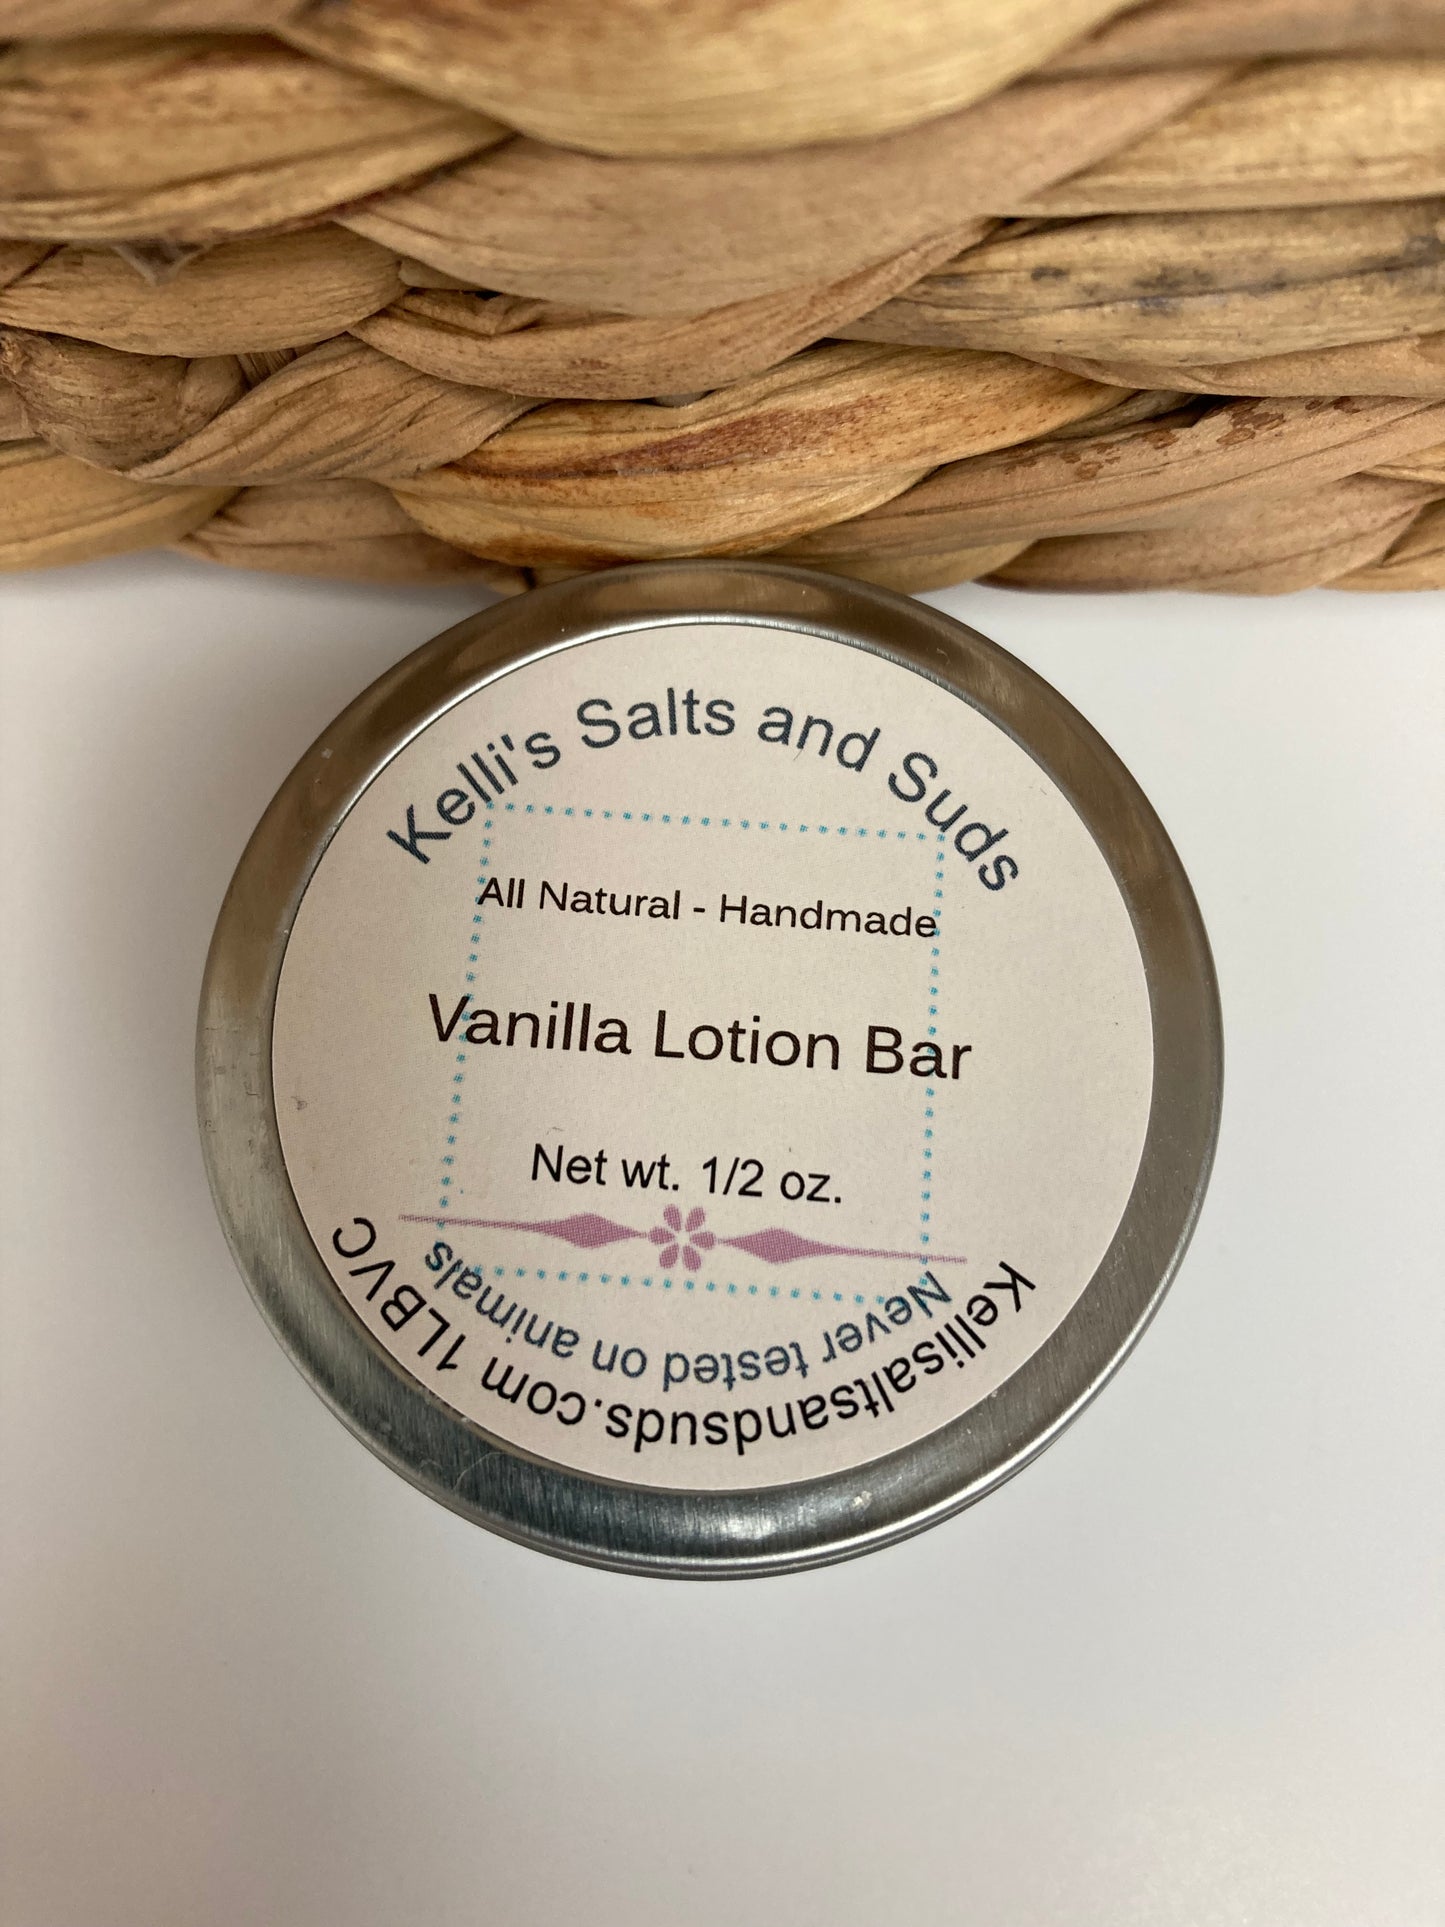 Kelli's Salts and Suds
All Natural - Handmade
Vanilla Lotion Bar
Net wt. 1/2 oz.
Never tested on animals
Kellisaltsandsuds.com 1LBVC